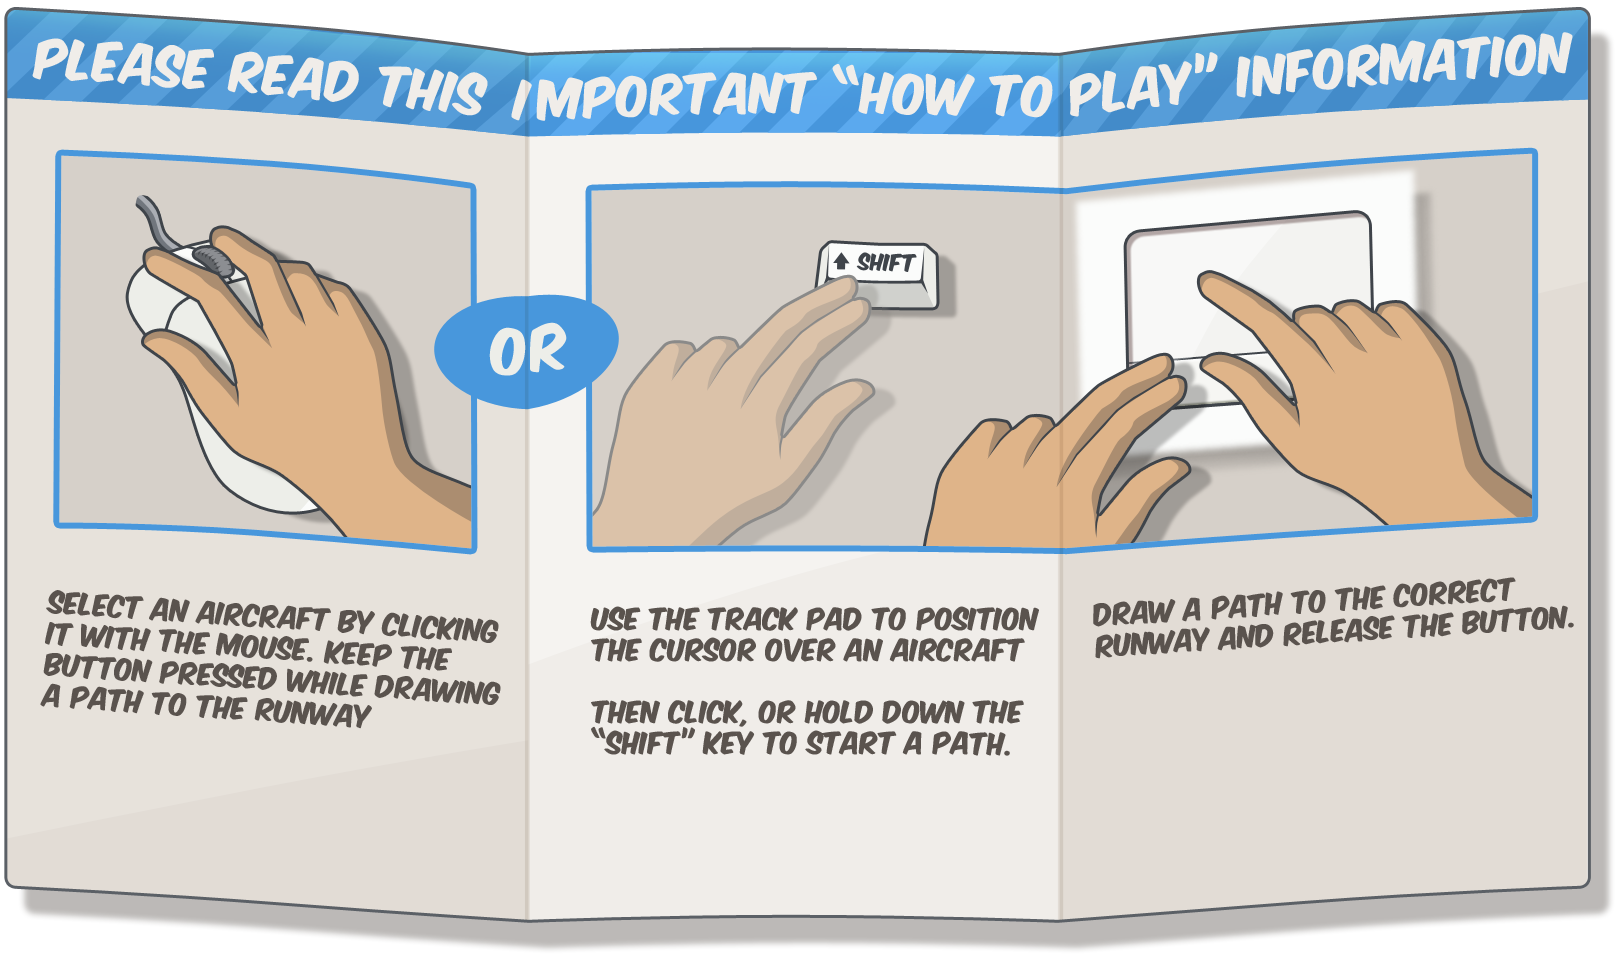 PLEASE READ THIS IMPORTANT “HOW TO PLAY” INFORMATION
OR
SHIFT
SELECT AN AIRCRAFT BY CLICKING
IT WITH THE MOUSE. KEEP THE
BUTTON PRESSED WHILE DRAWING
A PATH TO THE RUNWAY
USE THE TRACK PAD TO POSITION
THE CURSOR OVER AN AIRCRAFT
THEN CLICK, OR HOLD DOWN THE
“SHIFT” KEY TO START A PATH.
DRAW A PATH TO THE CORRECT
RUNWAY AND RELEASE THE BUTTON.